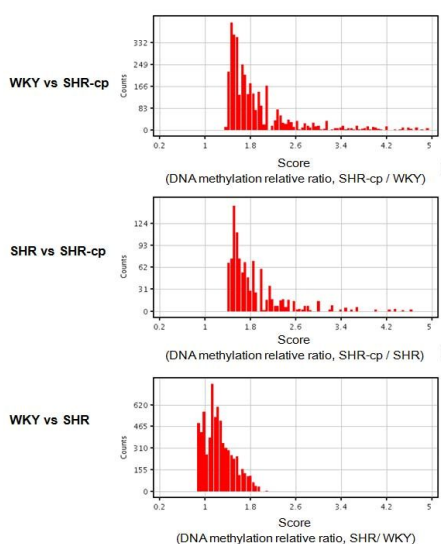 332
249
166
83
0
Counts
WKY vs SHR-cp
0.2 1 1.8 2.6 3.4 4.2 5
Score
(DNA methylation relative ratio, SHR-cp / WKY)
124
93
62
31
0
Counts
SHR vs SHR-cp
0.2 1 1.8 2.6 3.4 4.2 5
Score
(DNA methylation relative ratio, SHR-cp / SHR)
620
465
310
155
0
Counts
WKY vs SHR
0.2 1 1.8 2.6 3.4 4.2 5
Score
(DNA methylation relative ratio, SHR/ WKY)